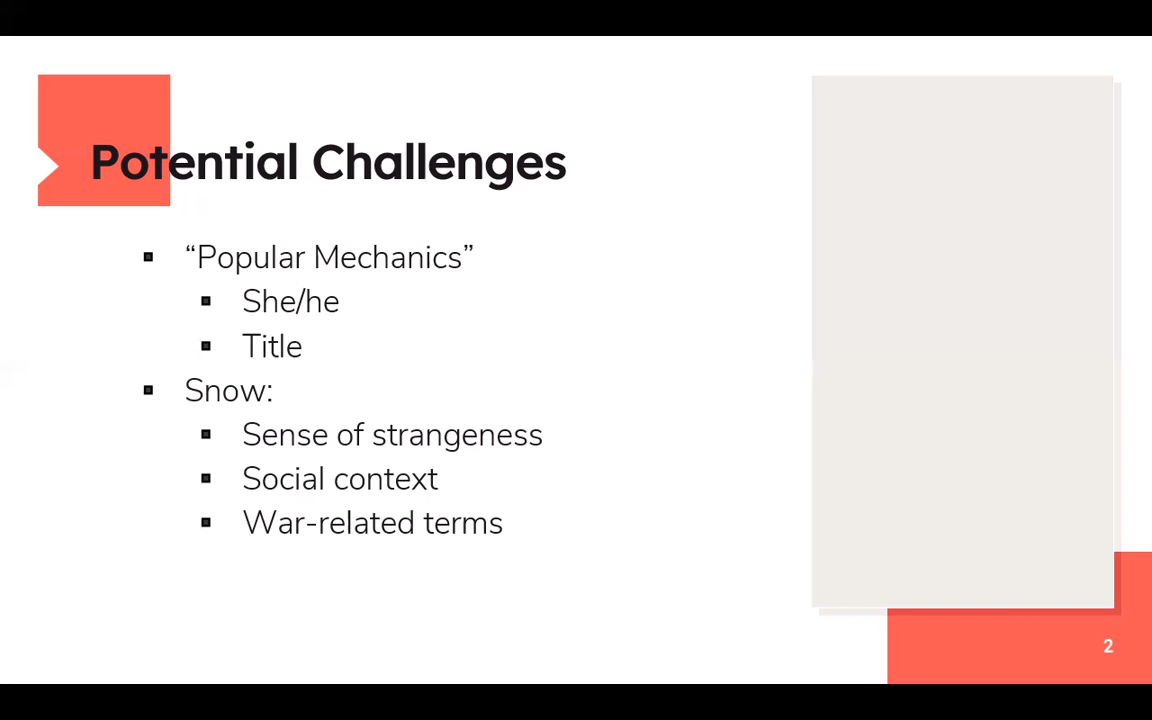 Potential Challenges
“Popular Mechanics”
She/he
Title
Snow:
Sense of strangeness
Social context
War-related terms
2